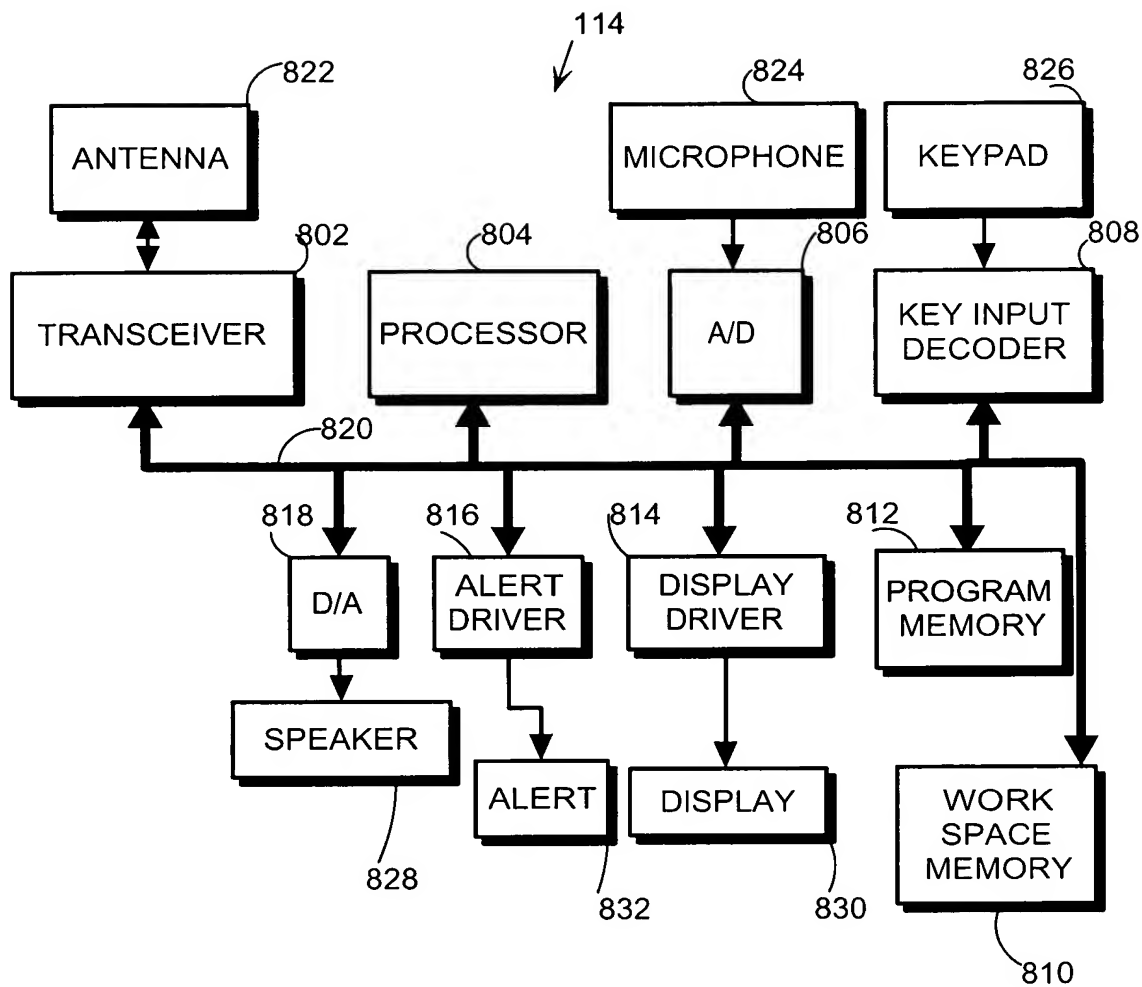 114
822
824
826
ANTENNA
MICROPHONE
KEYPAD
802
804
806
808
TRANSCEIVER
PROCESSOR
A/D
KEY INPUT
DECODER
820
818
816
814
812
D/A
ALERT
DRIVER
DISPLAY
DRIVER
PROGRAM
MEMORY
SPEAKER
ALERT
DISPLAY
WORK
SPACE
MEMORY
828
832
830
810